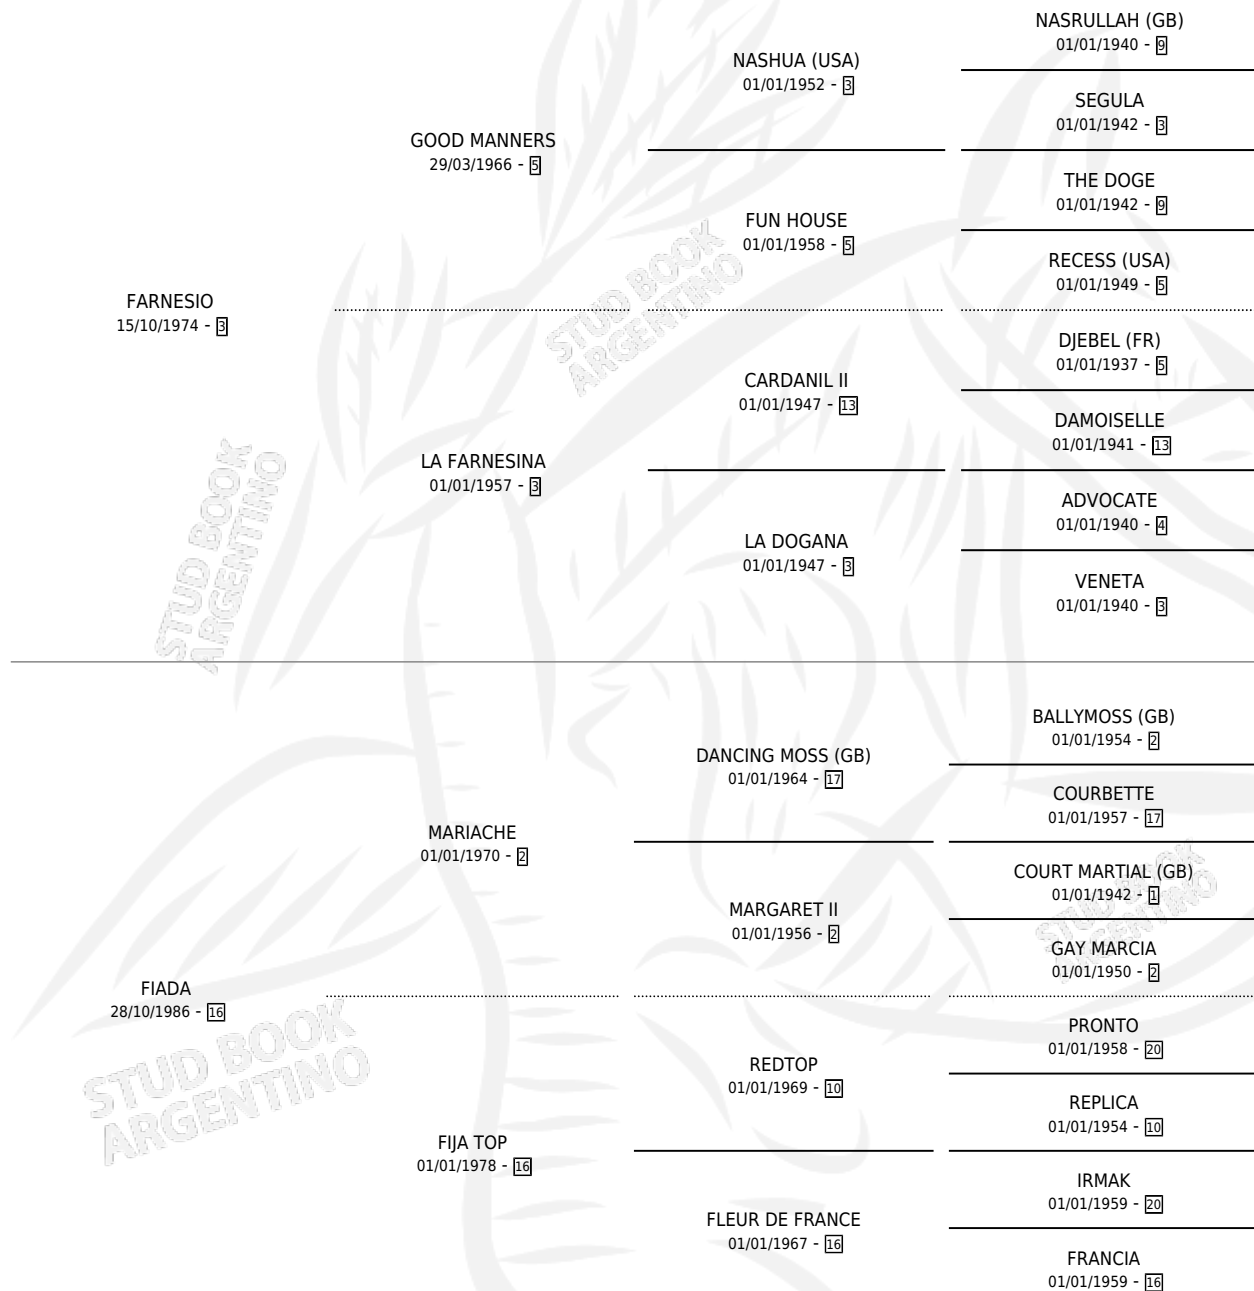 NASRULLAH (GB)
01/01/1940 - 9
NASHUA (USA)
01/01/1952 - 3
SEGULA
01/01/1942 - 3
GOOD MANNERS
29/03/1966 - 5
THE DOGE
01/01/1942 - 9
FUN HOUSE
01/01/1958 - 5
RECESS (USA)
01/01/1949 - 5
FARNESIO
15/10/1974 - 3
DJEBEL (FR)
01/01/1937 - 5
CARDANIL II
01/01/1947 - 13
DAMOISELLE
01/01/1941 - 13
LA FARNESINA
01/01/1957 - 3
ADVOCATE
01/01/1940 - 4
LA DOGANA
01/01/1947 - 3
VENETA
01/01/1940 - 3
BALLYMOSS (GB)
01/01/1954 - 2
DANCING MOSS (GB)
01/01/1964 - 17
COURBETTE
01/01/1957 - 17
MARIACHE
01/01/1970 - 2
COURT MARTIAL (GB)
01/01/1942 - 1
MARGARET II
01/01/1956 - 2
GAY MARCIA
01/01/1950 - 2
FIADA
28/10/1986 - 16
PRONTO
01/01/1958 - 20
REDTOP
01/01/1969 - 10
REPLICA
01/01/1954 - 10
FIJA TOP
01/01/1978 - 16
IRMAK
01/01/1959 - 20
FLEUR DE FRANCE
01/01/1967 - 16
FRANCIA
01/01/1959 - 16
STUD BOOK
ARGENTINO
STUD BOOK
ARGENTINO
STUD BOOK
ARGENTINO
STUD BOOK
ARGENTINO